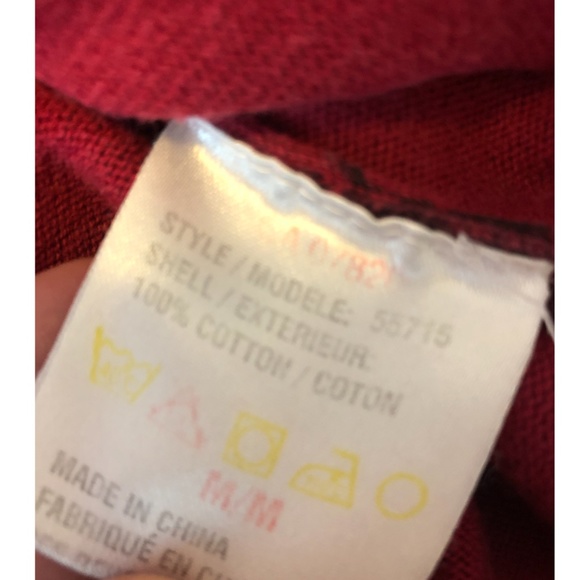 STYLE / MODELE: 55715
SHELL / EXTERIEUR:
100% COTTON / COTON
M/M
MADE IN CHINA
FABRIQUÉ EN